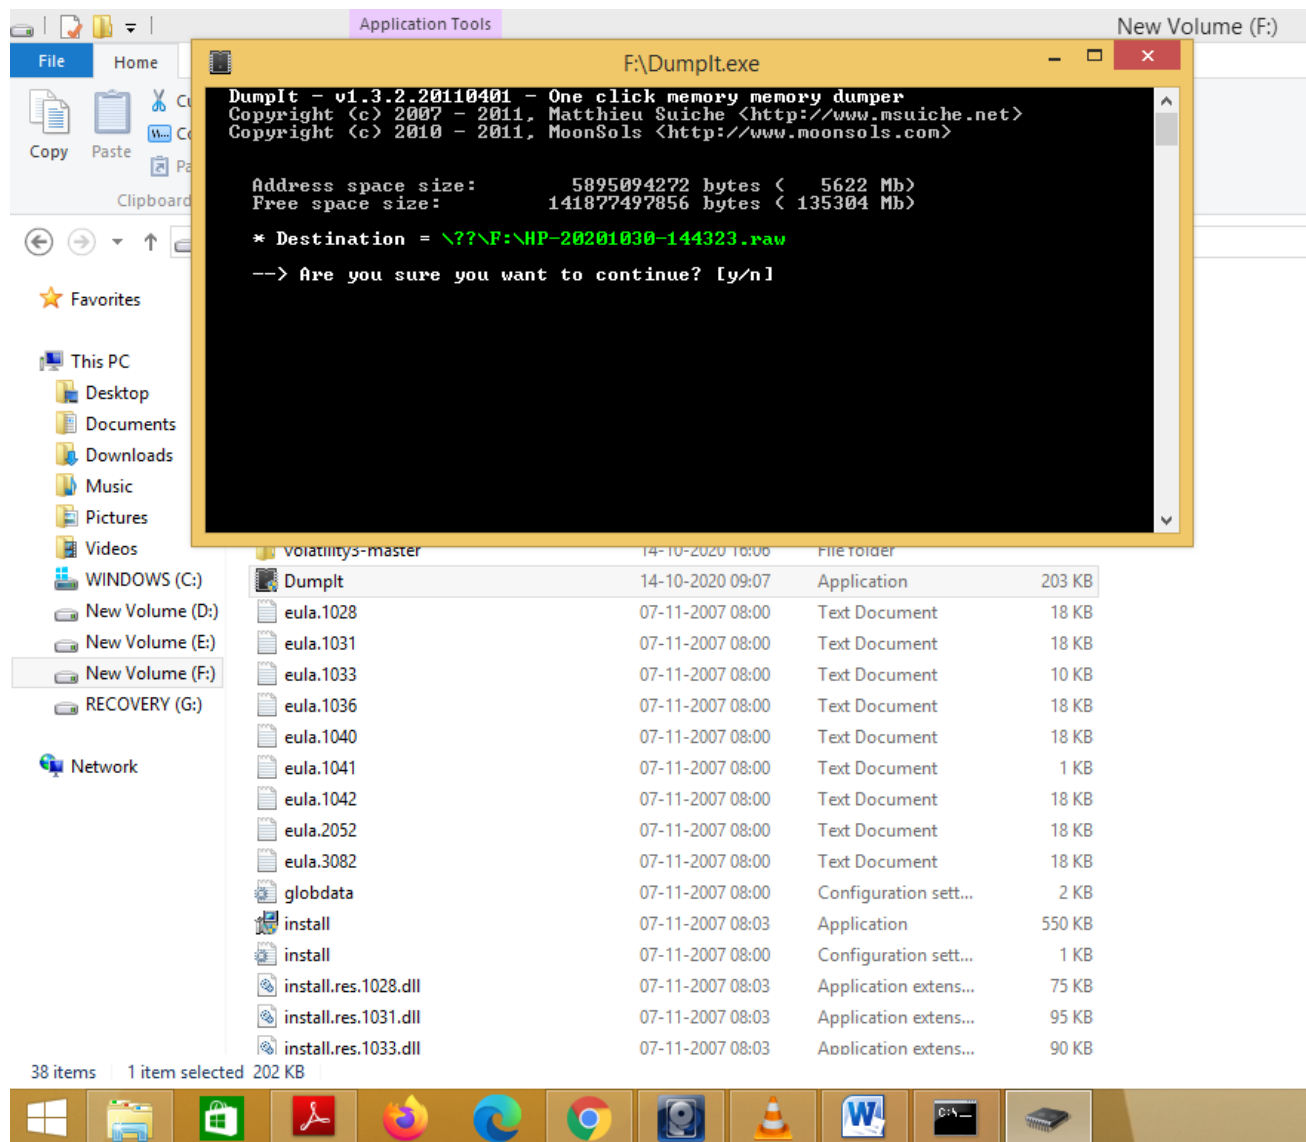 Application Tools
New Volume (F:)
File
Home
F:\DumpIt.exe
Copy
Paste
Clipboard
DumpIt - v1.3.2.20110401 - One click memory memory dumper
Copyright (c) 2007 - 2011, Matthieu Suiche <http://www.msuiche.net>
Copyright (c) 2010 - 2011, MoonSols <http://www.moonsols.com>
Address space size: 5895094272 bytes ( 5622 Mb)
Free space size: 141877497856 bytes ( 135304 Mb)
* Destination = \??\F:\HP-20201030-144323.raw
--> Are you sure you want to continue? [y/n]
Favorites
This PC
Desktop
Documents
Downloads
Music
Pictures
Videos
WINDOWS (C:)
New Volume (D:)
New Volume (E:)
New Volume (F:)
RECOVERY (G:)
Network
volatility3-master 14-10-2020 16:06 File folder
DumpIt 14-10-2020 09:07 Application 203 KB
eula.1028 07-11-2007 08:00 Text Document 18 KB
eula.1031 07-11-2007 08:00 Text Document 18 KB
eula.1033 07-11-2007 08:00 Text Document 10 KB
eula.1036 07-11-2007 08:00 Text Document 18 KB
eula.1040 07-11-2007 08:00 Text Document 18 KB
eula.1041 07-11-2007 08:00 Text Document 1 KB
eula.1042 07-11-2007 08:00 Text Document 18 KB
eula.2052 07-11-2007 08:00 Text Document 18 KB
eula.3082 07-11-2007 08:00 Text Document 18 KB
globdata 07-11-2007 08:00 Configuration sett... 2 KB
install 07-11-2007 08:03 Application 550 KB
install 07-11-2007 08:00 Configuration sett... 1 KB
install.res.1028.dll 07-11-2007 08:03 Application extens... 75 KB
install.res.1031.dll 07-11-2007 08:03 Application extens... 95 KB
install.res.1033.dll 07-11-2007 08:03 Application extens... 90 KB
38 items 1 item selected 202 KB